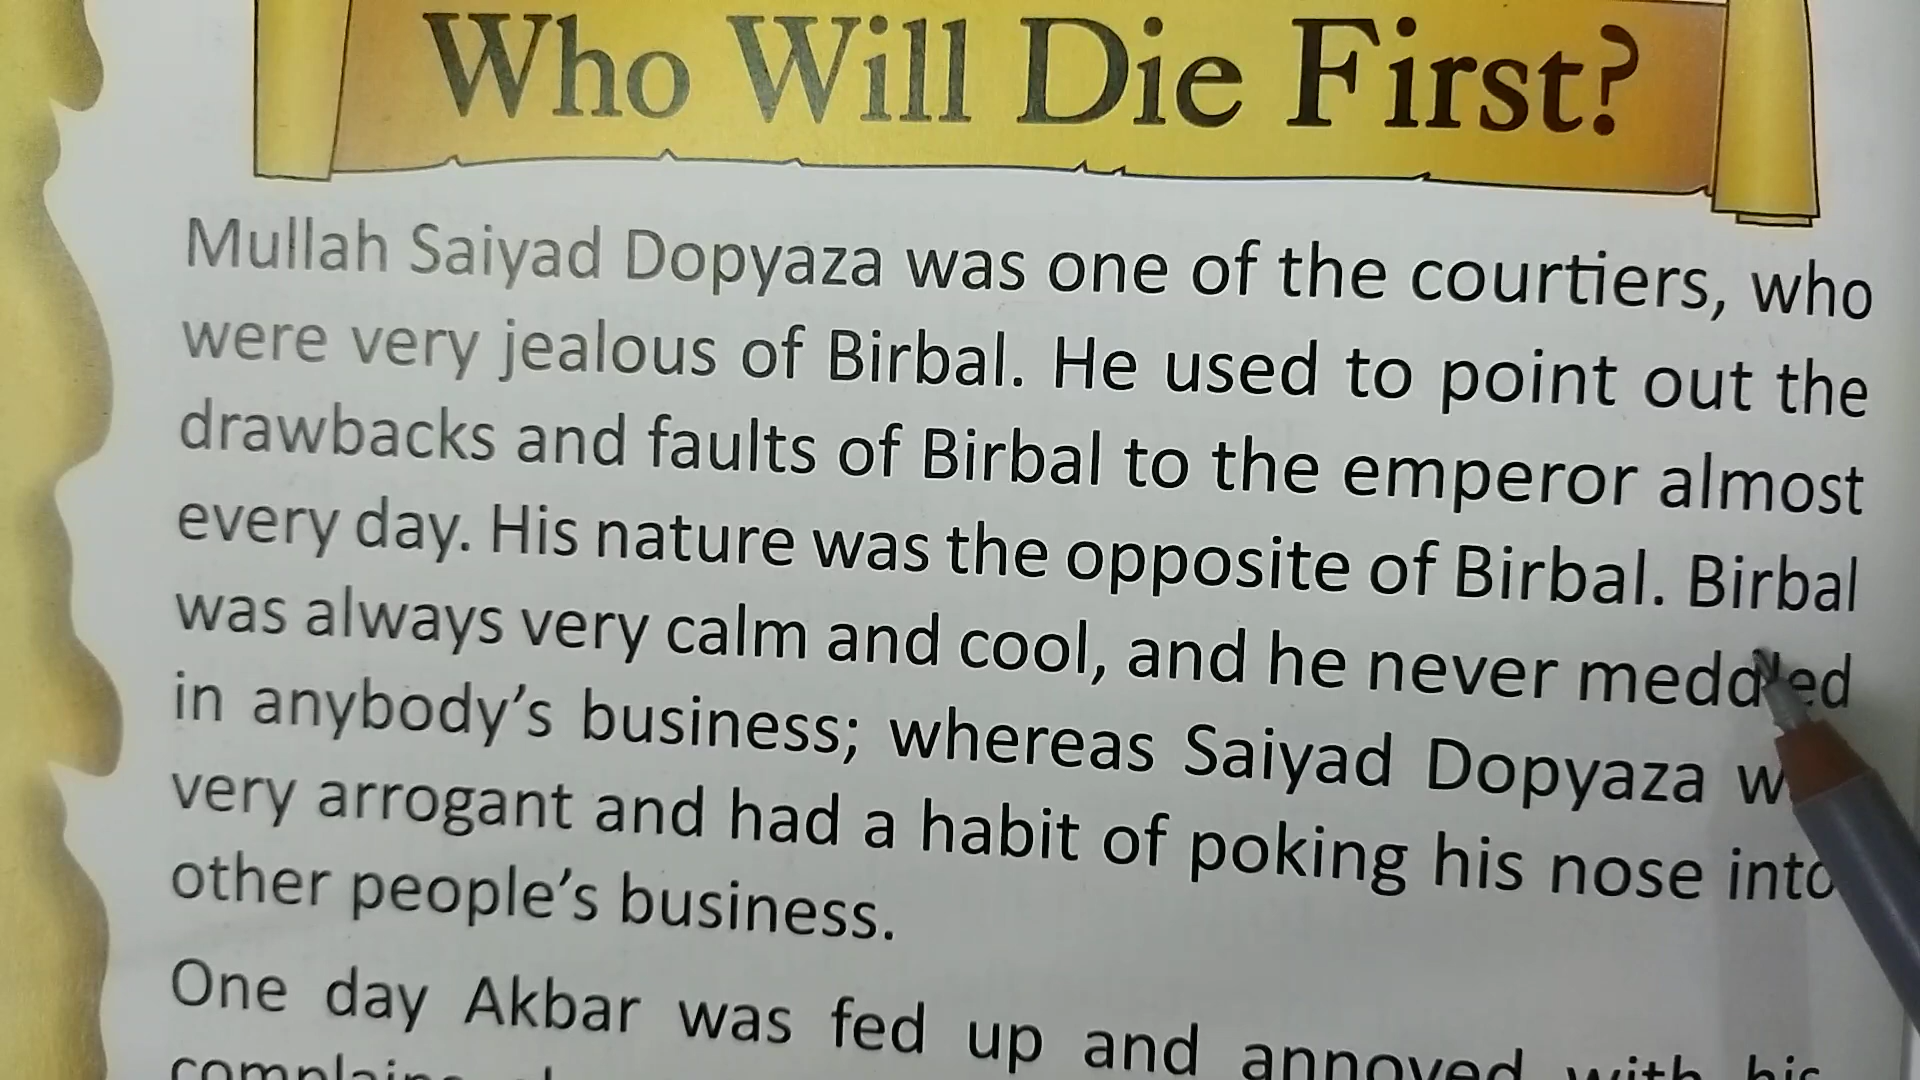 Who Will Die First?
Mullah Saiyad Dopyaza was one of the courtiers, who
were very jealous of Birbal. He used to point out the
drawbacks and faults of Birbal to the emperor almost
every day. His nature was the opposite of Birbal. Birbal
was always very calm and cool, and he never meddled
in anybody's business; whereas Saiyad Dopyaza
very arrogant and had a habit of poking his nose into
other people's business.
One day Akbar was fed up and annoyed with his